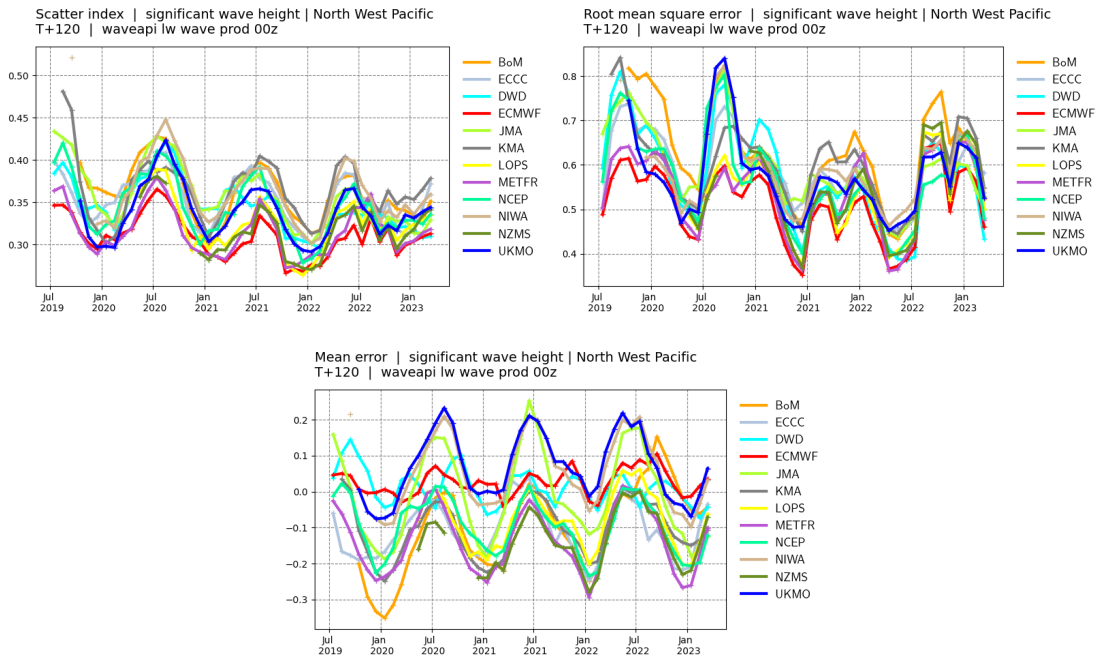 Scatter index | significant wave height | North West Pacific
T+120 | waveapi lw wave prod 00z
0.50
0.45
0.40
0.35
0.30
Jul 2019
Jan 2020
Jul 2020
Jan 2021
Jul 2021
Jan 2022
Jul 2022
Jan 2023
BoM
ECCC
DWD
ECMWF
JMA
KMA
LOPS
METFR
NCEP
NIWA
NZMS
UKMO
Root mean square error | significant wave height | North West Pacific
T+120 | waveapi lw wave prod 00z
0.8
0.7
0.6
0.5
0.4
Jul 2019
Jan 2020
Jul 2020
Jan 2021
Jul 2021
Jan 2022
Jul 2022
Jan 2023
BoM
ECCC
DWD
ECMWF
JMA
KMA
LOPS
METFR
NCEP
NIWA
NZMS
UKMO
Mean error | significant wave height | North West Pacific
T+120 | waveapi lw wave prod 00z
0.2
0.1
0.0
−0.1
−0.2
−0.3
Jul 2019
Jan 2020
Jul 2020
Jan 2021
Jul 2021
Jan 2022
Jul 2022
Jan 2023
BoM
ECCC
DWD
ECMWF
JMA
KMA
LOPS
METFR
NCEP
NIWA
NZMS
UKMO